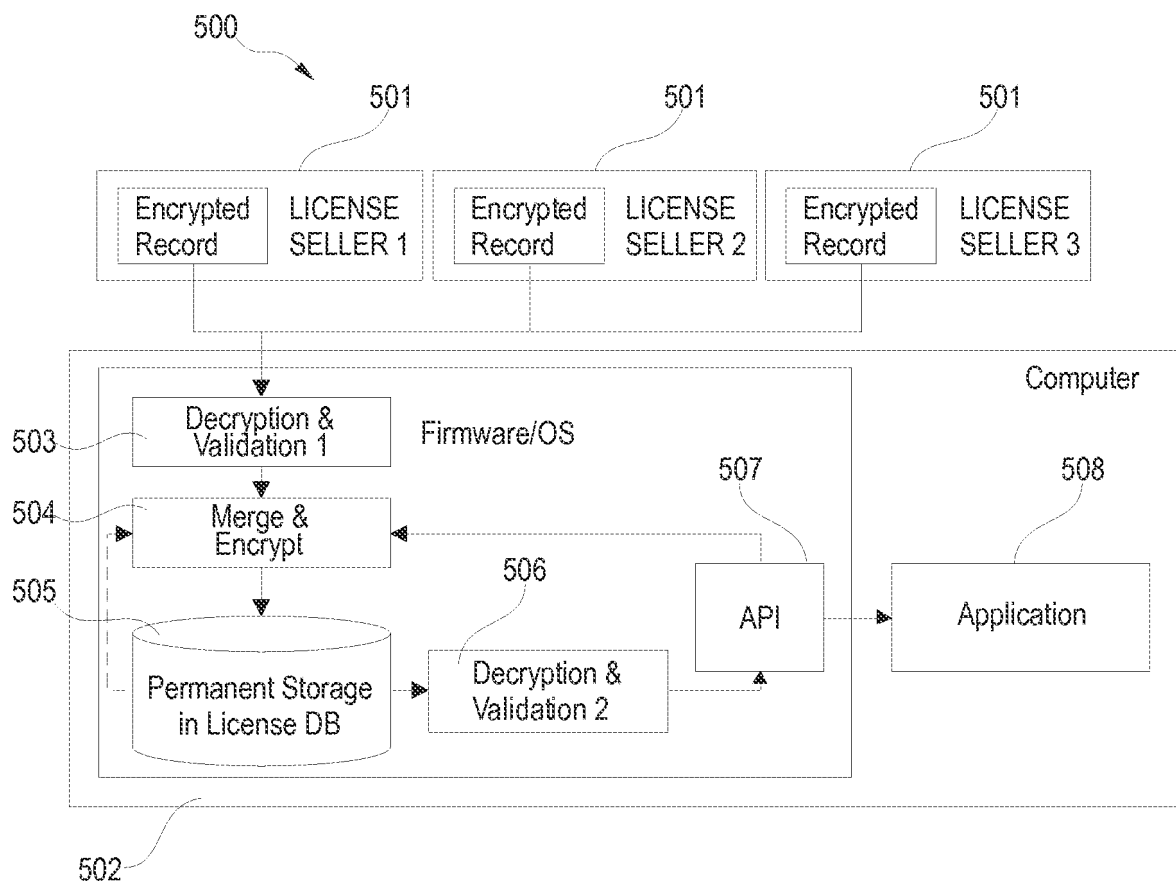 500
501
501
501
Encrypted
Record
LICENSE
SELLER 1
Encrypted
Record
LICENSE
SELLER 2
Encrypted
Record
LICENSE
SELLER 3
Computer
Decryption &
Validation 1
Firmware/OS
503
507
508
504
Merge &
Encrypt
506
505
API
Application
Permanent Storage
in License DB
Decryption &
Validation 2
502